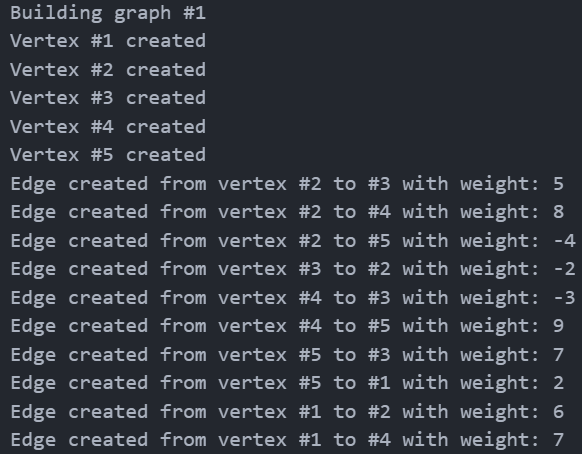 Building graph #1
Vertex #1 created
Vertex #2 created
Vertex #3 created
Vertex #4 created
Vertex #5 created
Edge created from vertex #2 to #3 with weight: 5
Edge created from vertex #2 to #4 with weight: 8
Edge created from vertex #2 to #5 with weight: -4
Edge created from vertex #3 to #2 with weight: -2
Edge created from vertex #4 to #3 with weight: -3
Edge created from vertex #4 to #5 with weight: 9
Edge created from vertex #5 to #3 with weight: 7
Edge created from vertex #5 to #1 with weight: 2
Edge created from vertex #1 to #2 with weight: 6
Edge created from vertex #1 to #4 with weight: 7